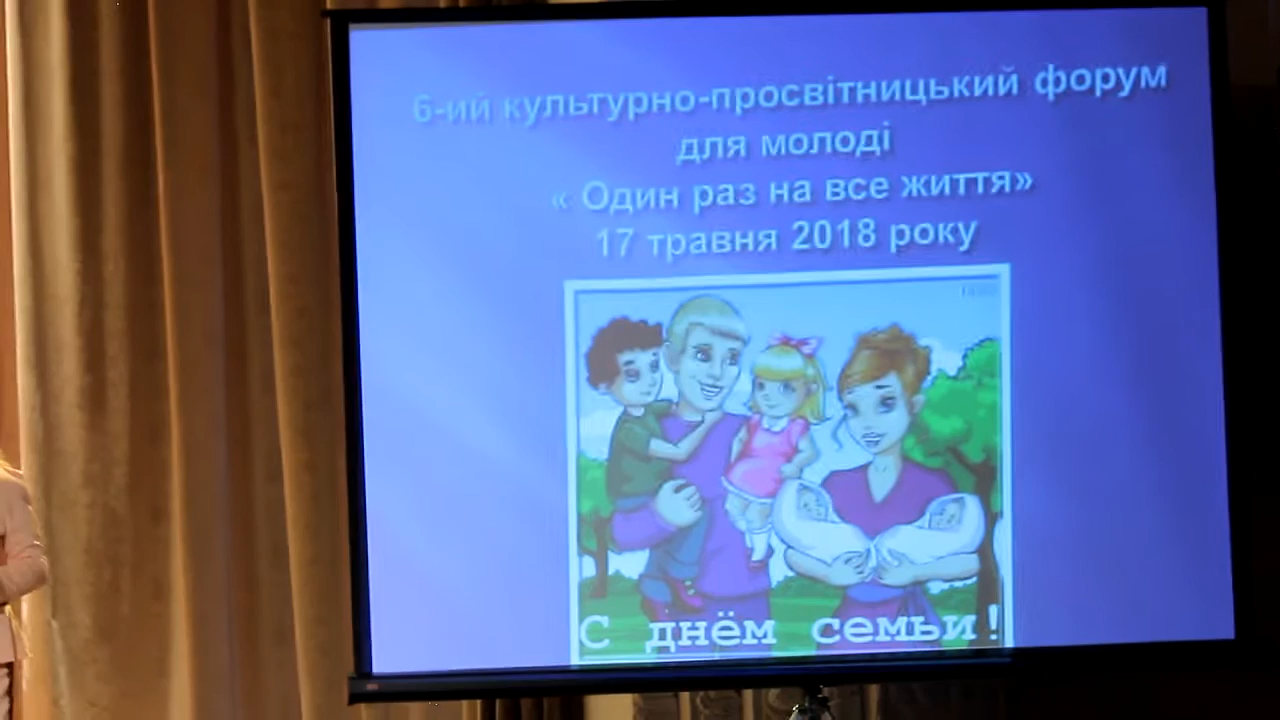 6-ий культурно-просвітницький форум
для молоді
« Один раз на все життя»
17 травня 2018 року
С днём семьи!